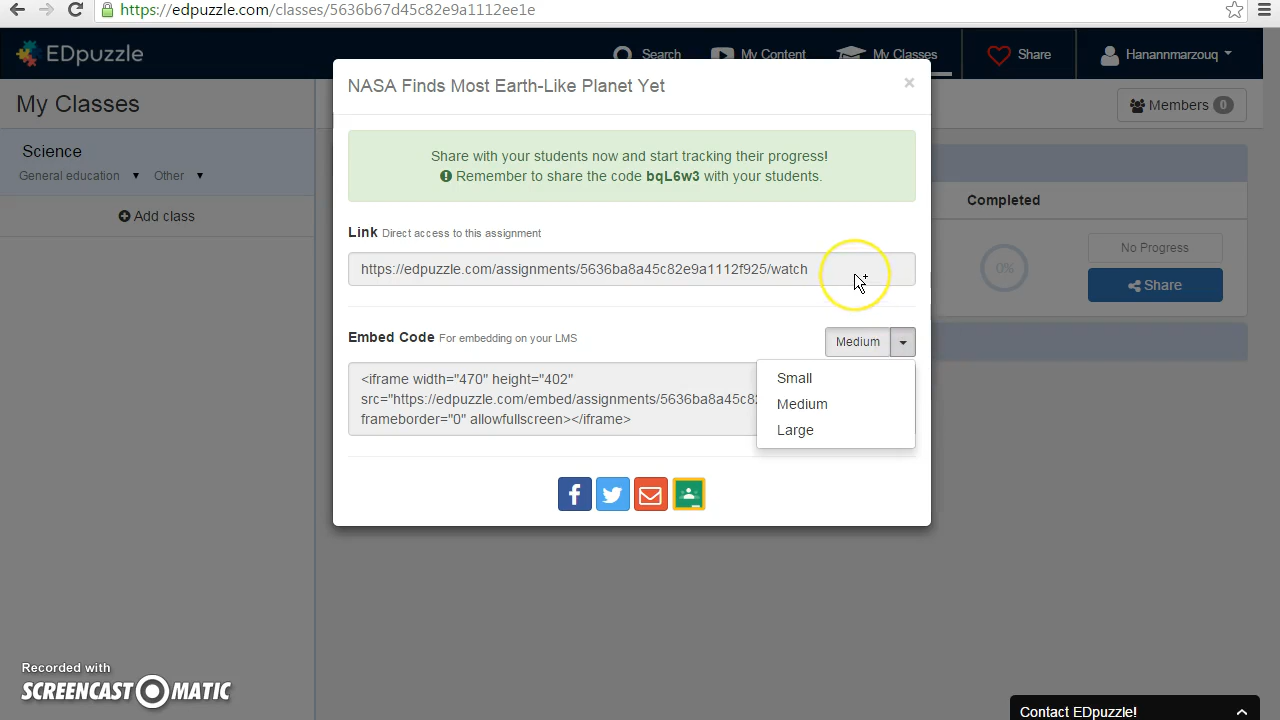 https://edpuzzle.com/classes/5636b67d45c82e9a1112ee1e
EDpuzzle
Search
My Content
My Classes
Share
Hanannmarzouq
My Classes
Members 0
Science
General education
Other
Add class
Completed
0%
No Progress
Share
NASA Finds Most Earth-Like Planet Yet
×
Share with your students now and start tracking their progress!
Remember to share the code bqL6w3 with your students.
Link Direct access to this assignment
https://edpuzzle.com/assignments/5636ba8a45c82e9a1112f925/watch
Embed Code For embedding on your LMS
Medium
Small
Medium
Large
<iframe width="470" height="402"
src="https://edpuzzle.com/embed/assignments/5636ba8a45c82
frameborder="0" allowfullscreen></iframe>
Recorded with
SCREENCAST MATIC
Contact EDpuzzle!